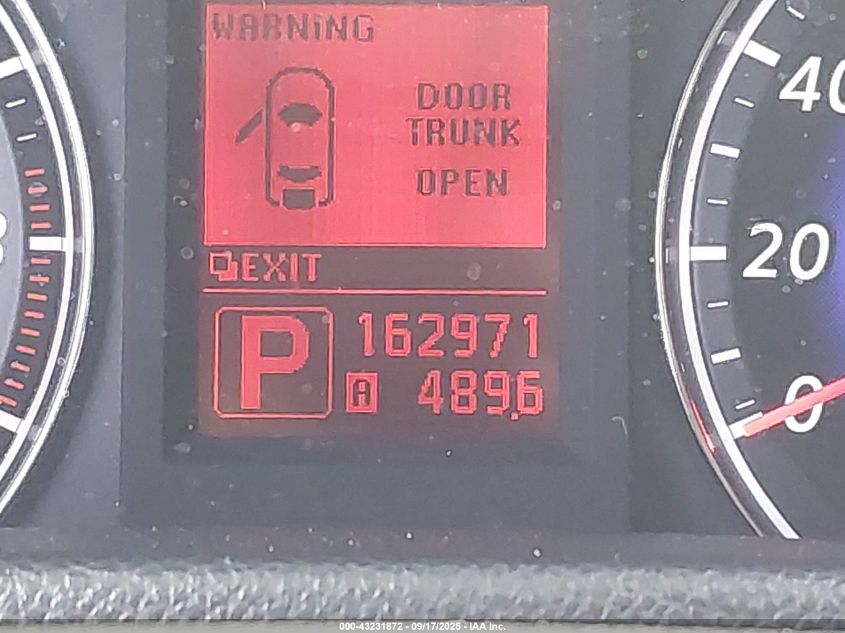 WARNING
DOOR
TRUNK
OPEN
EXIT
P
162971
A 489.6
40
20
0
000-43231872 - 09/17/2025 - IAA Inc.